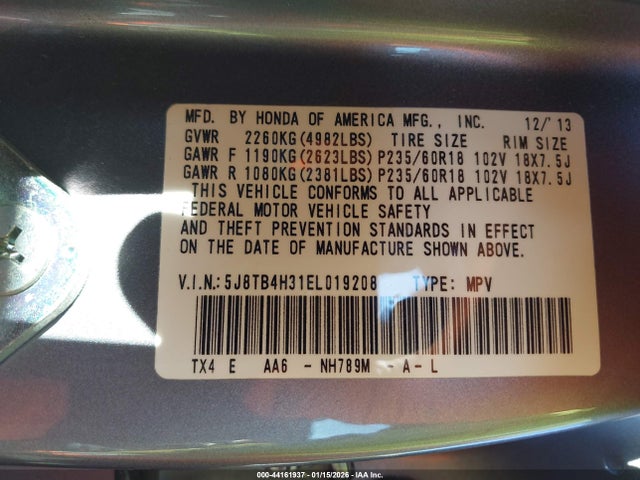 MFD. BY HONDA OF AMERICA MFG., INC. 12/'13
GVWR 2260KG(4982LBS) TIRE SIZE RIM SIZE
GAWR F 1190KG(2623LBS) P235/60R18 102V 18X7.5J
GAWR R 1080KG(2381LBS) P235/60R18 102V 18X7.5J
THIS VEHICLE CONFORMS TO ALL APPLICABLE
FEDERAL MOTOR VEHICLE SAFETY
AND THEFT PREVENTION STANDARDS IN EFFECT
ON THE DATE OF MANUFACTURE SHOWN ABOVE.
V.I.N.:5J8TB4H31EL019208 TYPE: MPV
TX4 E AA6 - NH789M - A - L
000-44161937 - 01/15/2026 - IAA Inc.